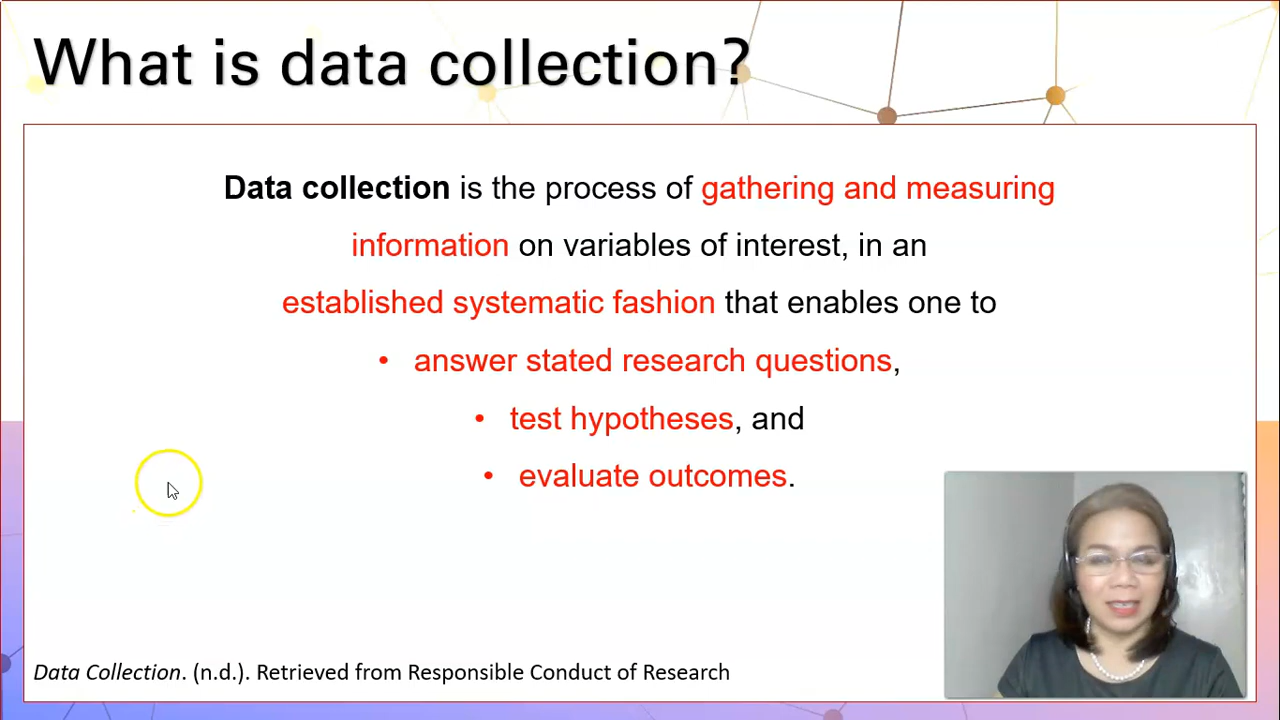 What is data collection?
Data collection is the process of gathering and measuring
information on variables of interest, in an
established systematic fashion that enables one to
• answer stated research questions,
• test hypotheses, and
• evaluate outcomes.
Data Collection. (n.d.). Retrieved from Responsible Conduct of Research